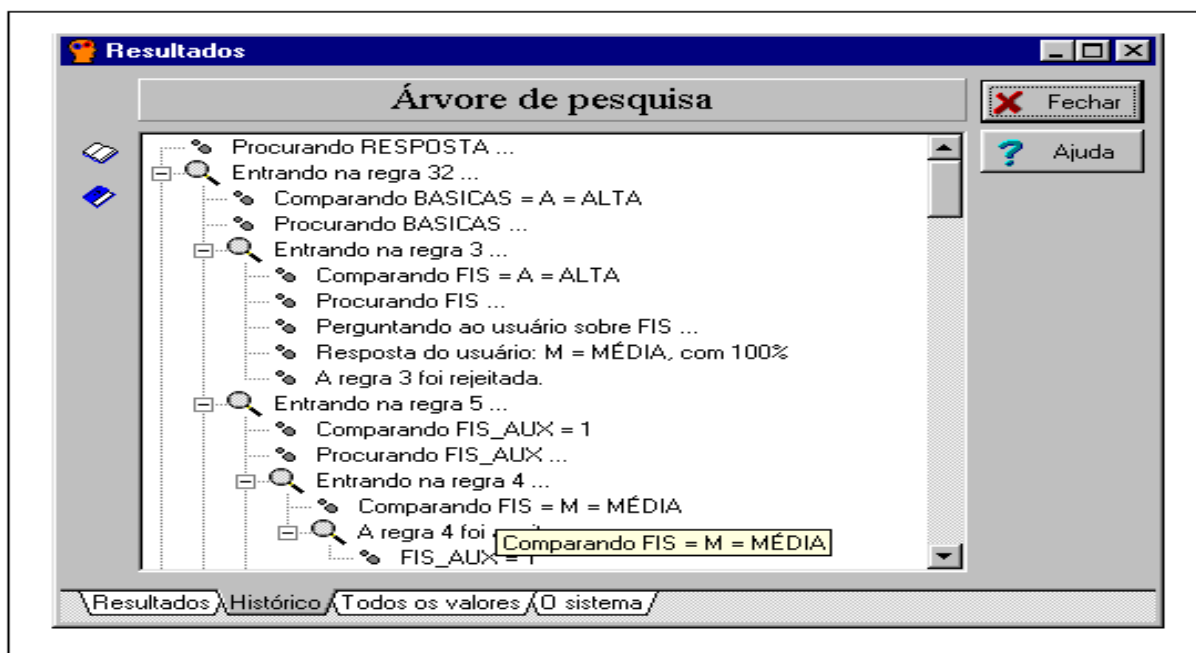 Resultados
Árvore de pesquisa
Fechar
Ajuda
Procurando RESPOSTA ...
Entrando na regra 32 ...
Comparando BASICAS = A = ALTA
Procurando BASICAS ...
Entrando na regra 3 ...
Comparando FIS = A = ALTA
Procurando FIS ...
Perguntando ao usuário sobre FIS ...
Resposta do usuário: M = MÉDIA, com 100%
A regra 3 foi rejeitada.
Entrando na regra 5 ...
Comparando FIS_AUX = 1
Procurando FIS_AUX ...
Entrando na regra 4 ...
Comparando FIS = M = MÉDIA
A regra 4 foi
Comparando FIS = M = MÉDIA
FIS_AUX = 1
Resultados Histórico Todos os valores O sistema